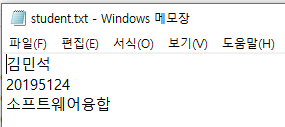 student.txt - Windows 메모장
파일(F) 편집(E) 서식(O) 보기(V) 도움말(H)
김민석
20195124
소프트웨어융합